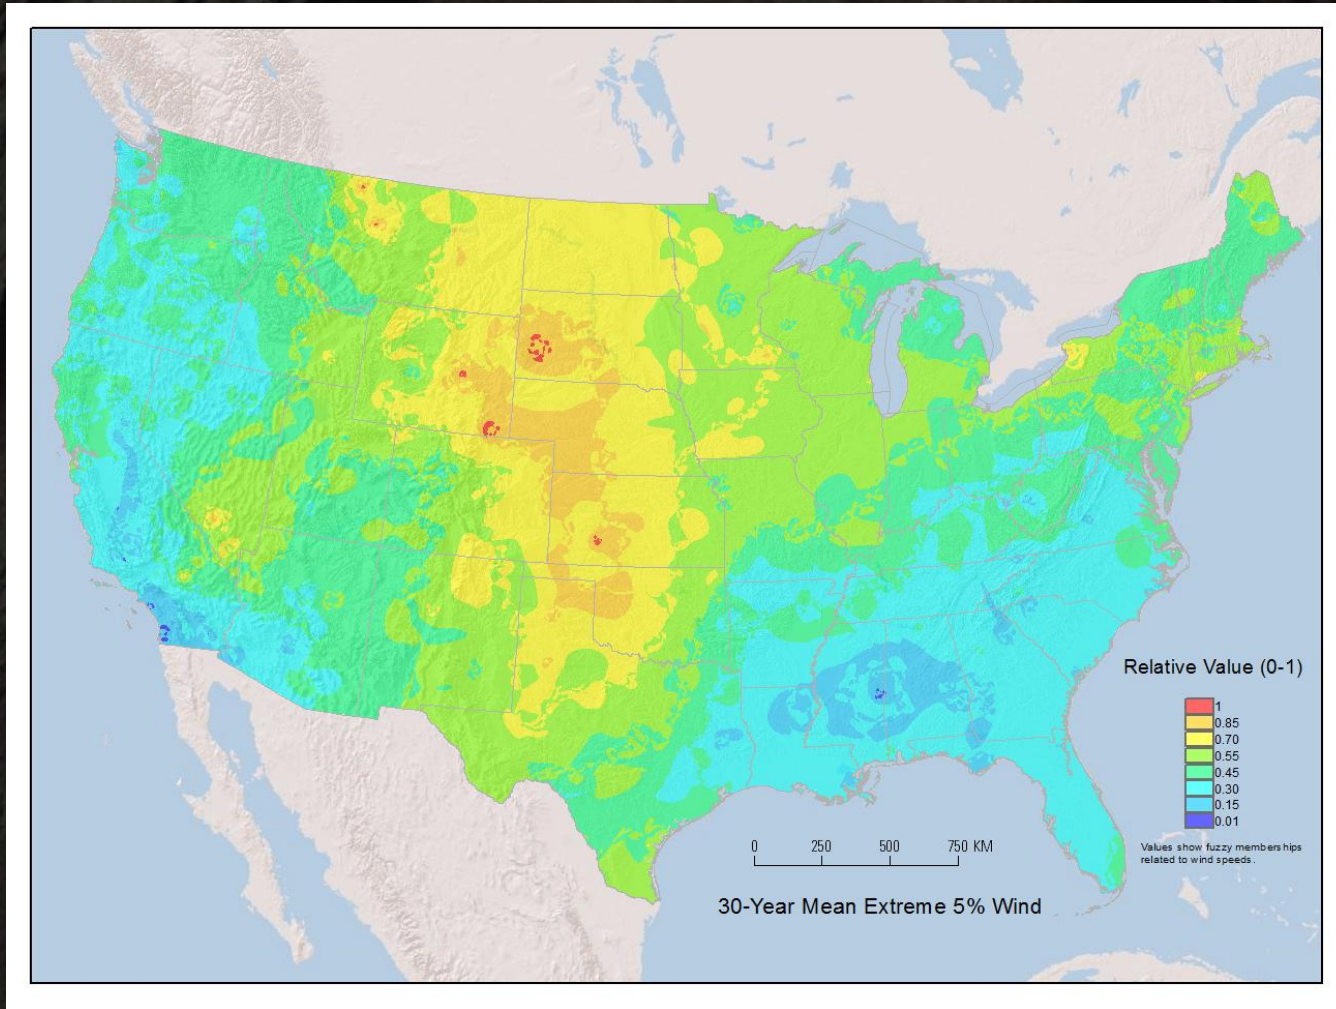 Relative Value (0-1)
1
0.85
0.70
0.55
0.45
0.30
0.15
0.01
Values show fuzzy memberships
related to wind speeds.
0 250 500 750 KM
30-Year Mean Extreme 5% Wind